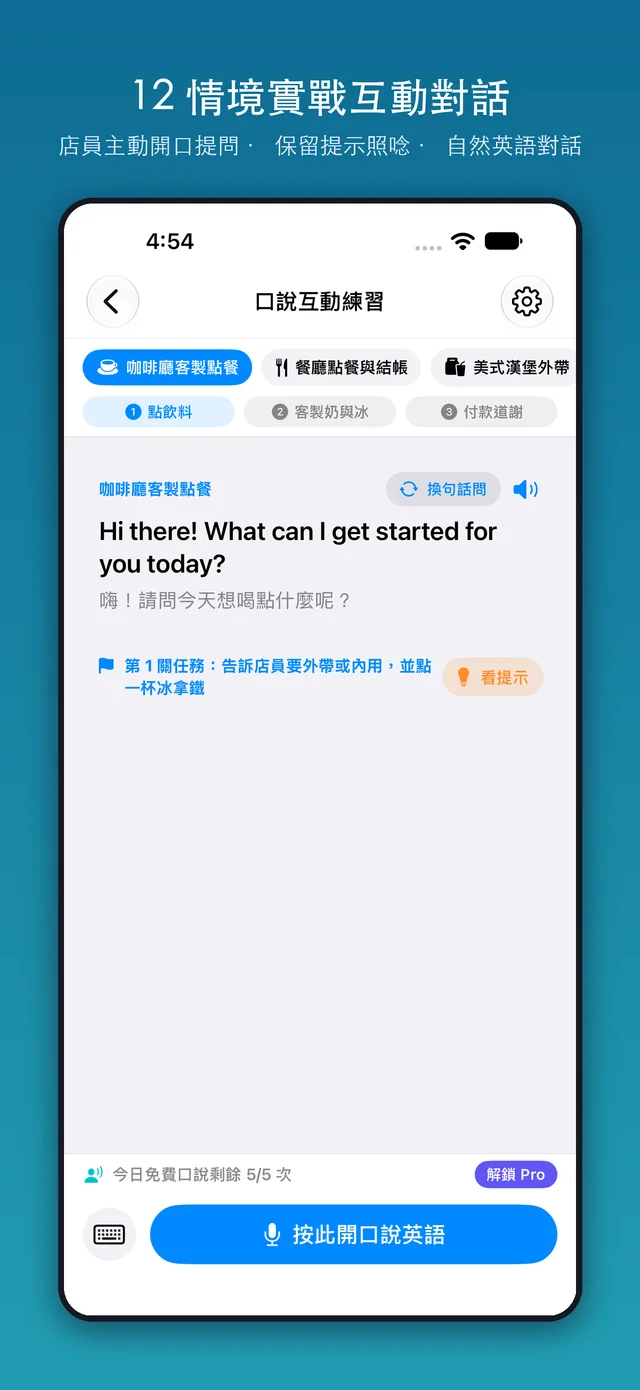 12 情境實戰互動對話
店員主動開口提問 · 保留提示照唸 · 自然英語對話
4:54
口說互動練習
咖啡廳客製點餐 餐廳點餐與結帳 美式漢堡外帶
1 點飲料 2 客製奶與冰 3 付款道謝
咖啡廳客製點餐 換句話問
Hi there! What can I get started for
you today?
嗨！請問今天想喝點什麼呢？
第 1 關任務：告訴店員要外帶或內用，並點
一杯冰拿鐵
看提示
今日免費口說剩餘 5/5 次 解鎖 Pro
按此開口說英語